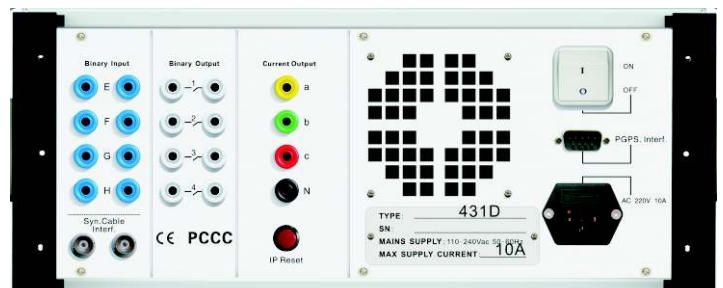 Binary Input
E
F
G
H
Syn.Cable
Interf.
Binary Output
1
2
3
4
CE PCCC
Current Output
a
b
c
N
IP Reset
I
O
ON
OFF
PGPS. Interf.
AC 220V 10A
TYPE: 431D
SN:
MAINS SUPPLY: 110-240Vac 50-60Hz
MAX SUPPLY CURRENT: 10A